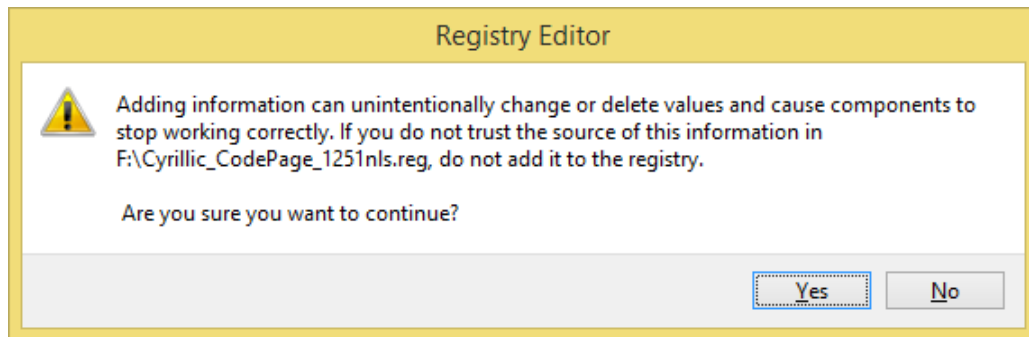 Registry Editor
Adding information can unintentionally change or delete values and cause components to
stop working correctly. If you do not trust the source of this information in
F:\Cyrillic_CodePage_1251nls.reg, do not add it to the registry.
Are you sure you want to continue?
Yes No